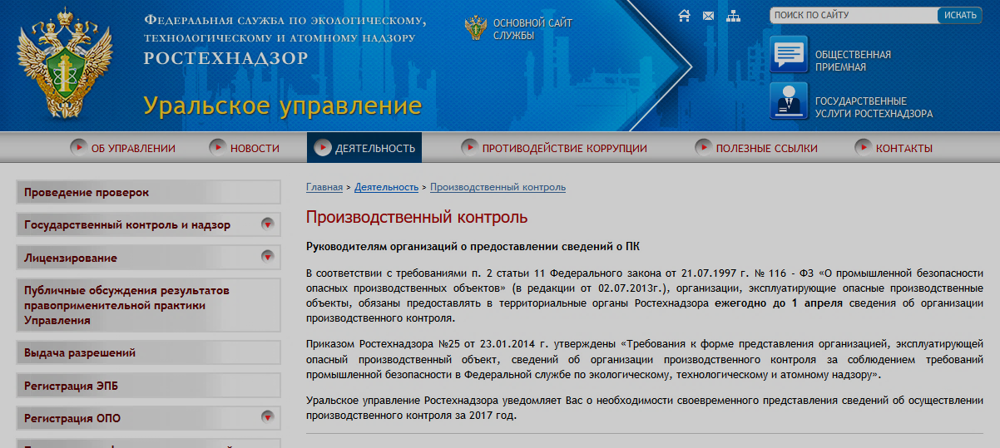 Федеральная служба по экологическому,
технологическому и атомному надзору
РОСТЕХНАДЗОР
Уральское управление
ОСНОВНОЙ САЙТ
СЛУЖБЫ
ПОИСК ПО САЙТУ
ИСКАТЬ
ОБЩЕСТВЕННАЯ
ПРИЕМНАЯ
ГОСУДАРСТВЕННЫЕ
УСЛУГИ РОСТЕХНАДЗОРА
ОБ УПРАВЛЕНИИ
НОВОСТИ
ДЕЯТЕЛЬНОСТЬ
ПРОТИВОДЕЙСТВИЕ КОРРУПЦИИ
ПОЛЕЗНЫЕ ССЫЛКИ
КОНТАКТЫ
Проведение проверок
Государственный контроль и надзор
Лицензирование
Публичные обсуждения результатов
правоприменительной практики
Управления
Выдача разрешений
Регистрация ЭПБ
Регистрация ОПО
Главная > Деятельность > Производственный контроль
Производственный контроль
Руководителям организаций о предоставлении сведений о ПК
В соответствии с требованиями п. 2 статьи 11 Федерального закона от 21.07.1997 г. № 116 - ФЗ «О промышленной безопасности
опасных производственных объектов» (в редакции от 02.07.2013г.), организации, эксплуатирующие опасные производственные
объекты, обязаны предоставлять в территориальные органы Ростехнадзора ежегодно до 1 апреля сведения об организации
производственного контроля.
Приказом Ростехнадзора №25 от 23.01.2014 г. утверждены «Требования к форме представления организацией, эксплуатирующей
опасный производственный объект, сведений об организации производственного контроля за соблюдением требований
промышленной безопасности в Федеральной службе по экологическому, технологическому и атомному надзору».
Уральское управление Ростехнадзора уведомляет Вас о необходимости своевременного представления сведений об осуществлении
производственного контроля за 2017 год.